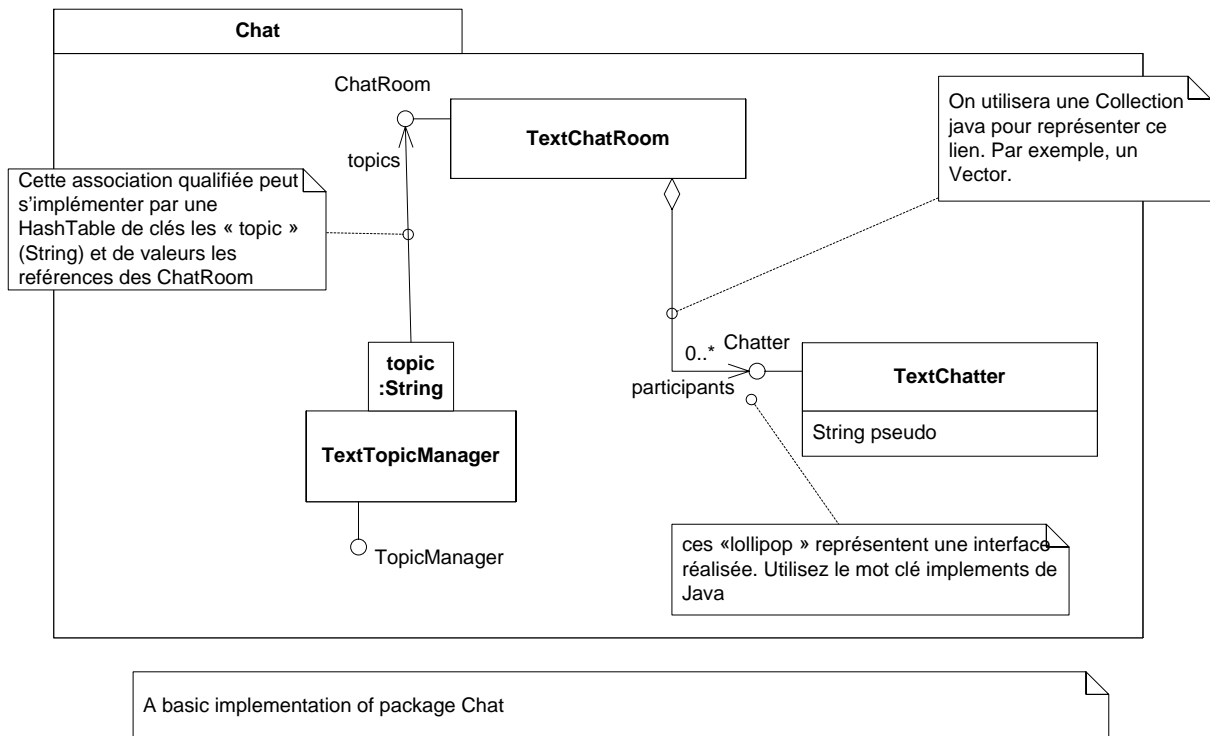 Chat
ChatRoom
TextChatRoom
topics
On utilisera une Collection
java pour représenter ce
lien. Par exemple, un
Vector.
Cette association qualifiée peut
s’implémenter par une
HashTable de clés les « topic »
(String) et de valeurs les
reférences des ChatRoom
topic
:String
TextTopicManager
TopicManager
0..*
Chatter
participants
TextChatter
String pseudo
ces «lollipop » représentent une interface
réalisée. Utilisez le mot clé implements de
Java
A basic implementation of package Chat